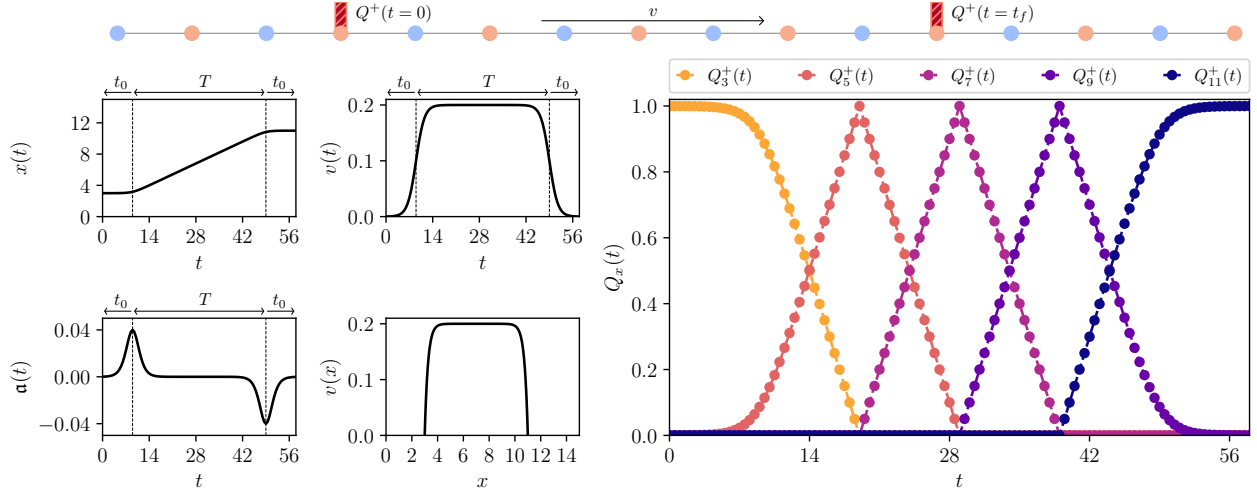 Q⁺(t = 0)
v
Q⁺(t = t_f)
t₀ T t₀
12
8
4
0
x(t)
0 14 28 42 56
t
t₀ T t₀
0.2
0.1
0.0
v(t)
0 14 28 42 56
t
t₀ T t₀
0.04
0.00
−0.04
𝔞(t)
0 14 28 42 56
t
0.2
0.1
0.0
v(x)
0 2 4 6 8 10 12 14
x
Q₃⁺(t) Q₅⁺(t) Q₇⁺(t) Q₉⁺(t) Q₁₁⁺(t)
1.0
0.8
0.6
0.4
0.2
0.0
Qₓ(t)
0 14 28 42 56
t